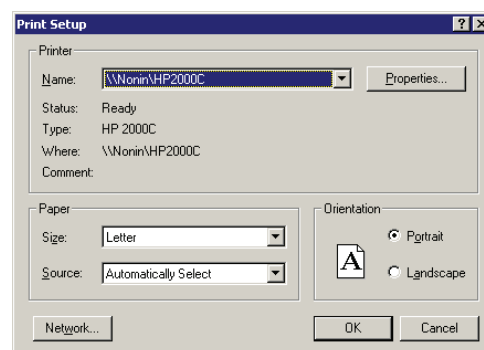 Print Setup
Printer
Name: \\Nonin\HP2000C Properties...
Status: Ready
Type: HP 2000C
Where: \\Nonin\HP2000C
Comment:
Paper
Size: Letter
Source: Automatically Select
Orientation
A
Portrait
Landscape
Network... OK Cancel